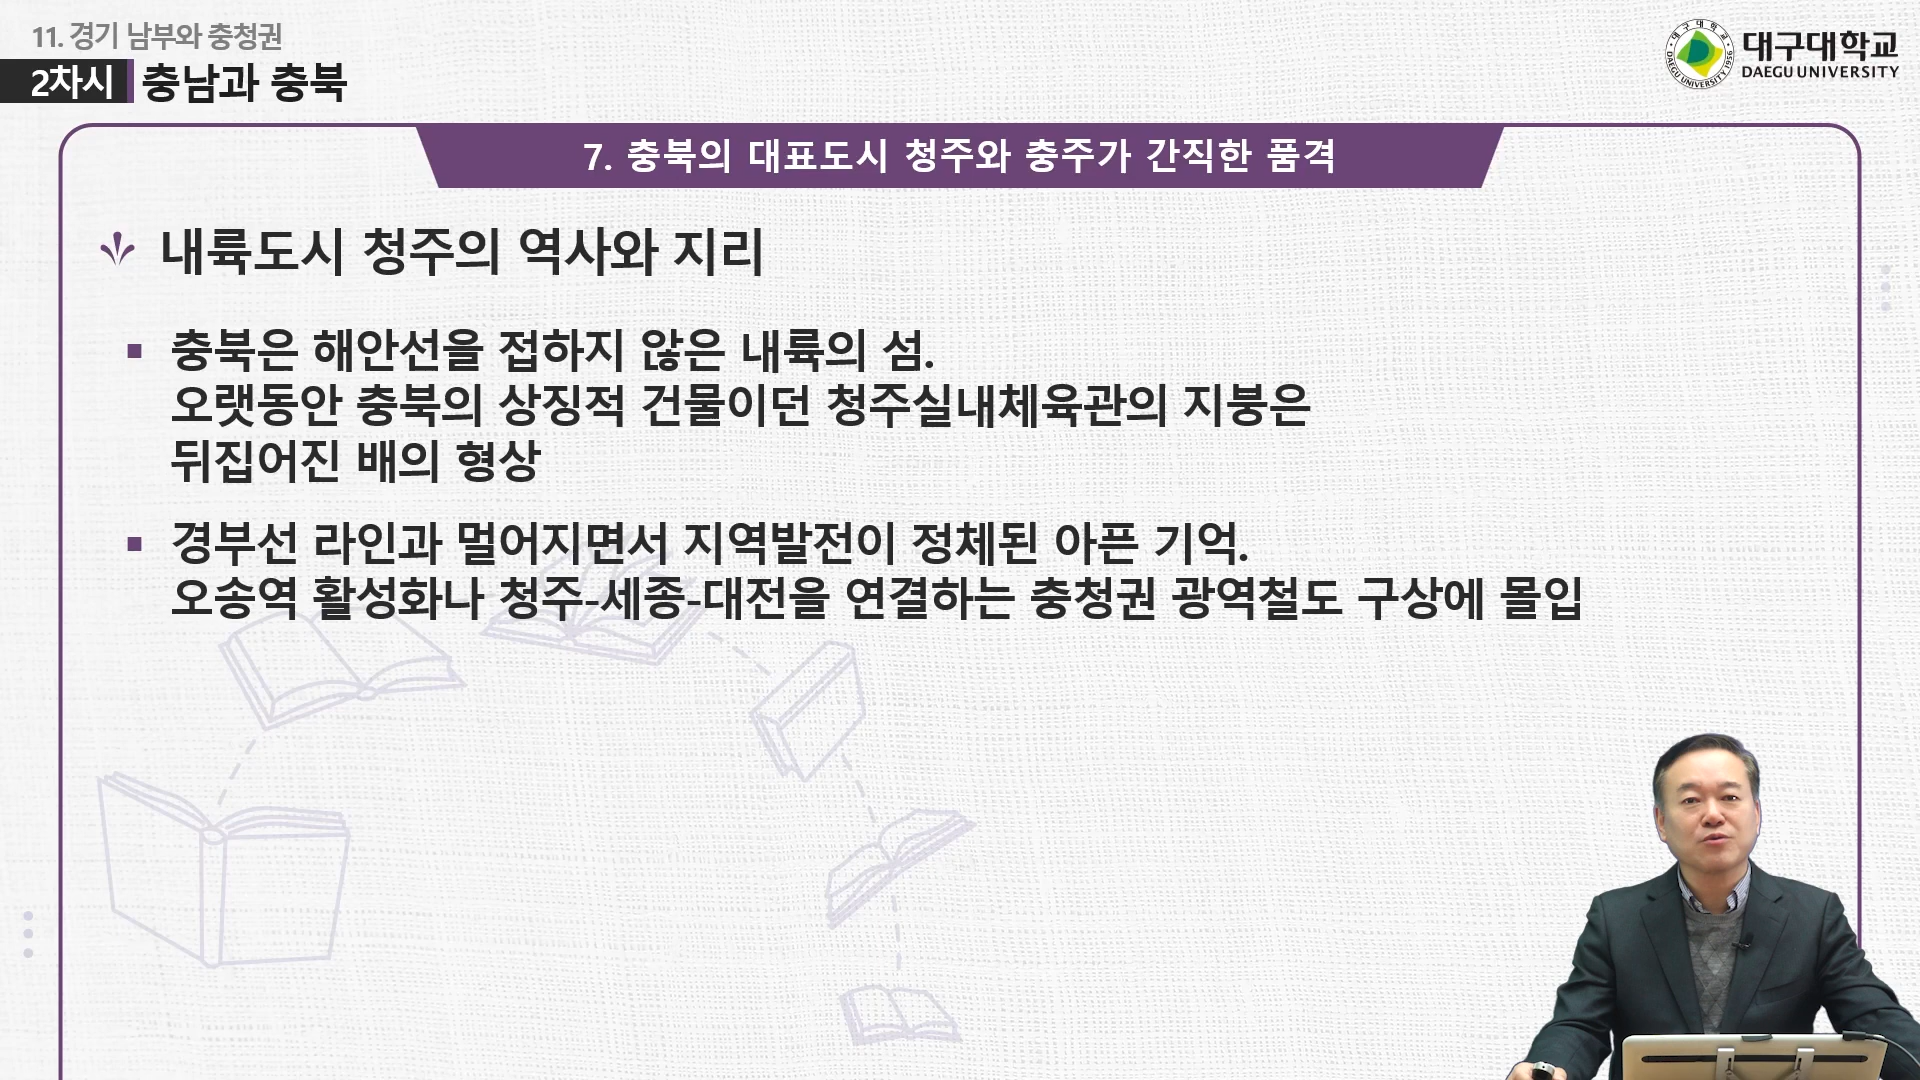 11. 경기 남부와 충청권
2차시 충남과 충북
대구대학교
DAEGU UNIVERSITY
대구대학교
DAEGU UNIVERSITY 1956
7. 충북의 대표도시 청주와 충주가 간직한 품격
내륙도시 청주의 역사와 지리
충북은 해안선을 접하지 않은 내륙의 섬.
오랫동안 충북의 상징적 건물이던 청주실내체육관의 지붕은
뒤집어진 배의 형상
경부선 라인과 멀어지면서 지역발전이 정체된 아픈 기억.
오송역 활성화나 청주-세종-대전을 연결하는 충청권 광역철도 구상에 몰입